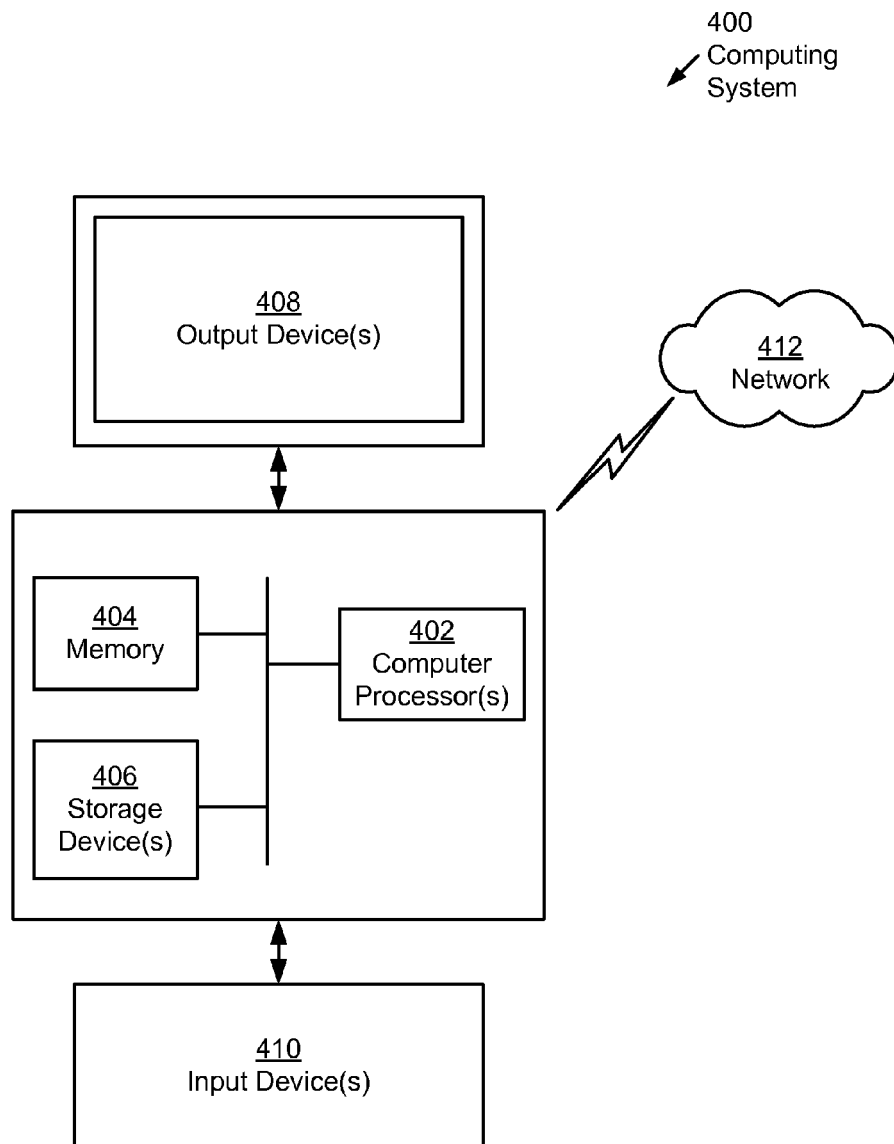 400
Computing
System
408
Output Device(s)
412
Network
404
Memory
402
Computer
Processor(s)
406
Storage
Device(s)
410
Input Device(s)